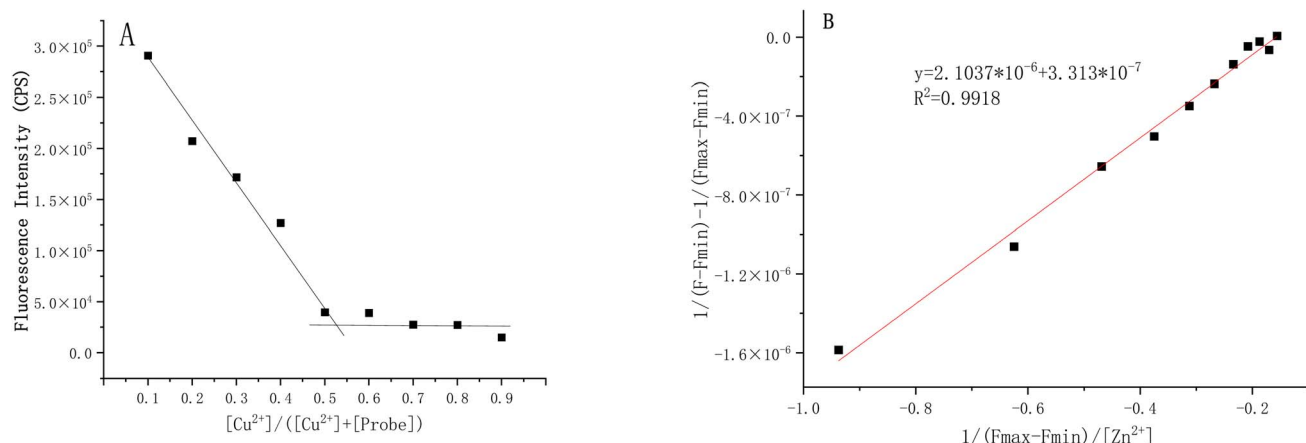 A
Fluorescence Intensity (CPS)
3.0×10⁵
2.5×10⁵
2.0×10⁵
1.5×10⁵
1.0×10⁵
5.0×10⁴
0.0
0.1 0.2 0.3 0.4 0.5 0.6 0.7 0.8 0.9
[Cu²⁺]/([Cu²⁺]+[Probe])
B
y=2.1037*10⁻⁶+3.313*10⁻⁷
R²=0.9918
1/(F-Fmin)-1/(Fmax-Fmin)
0.0
-4.0×10⁻⁷
-8.0×10⁻⁷
-1.2×10⁻⁶
-1.6×10⁻⁶
-1.0 -0.8 -0.6 -0.4 -0.2
1/(Fmax-Fmin)/[Zn²⁺]